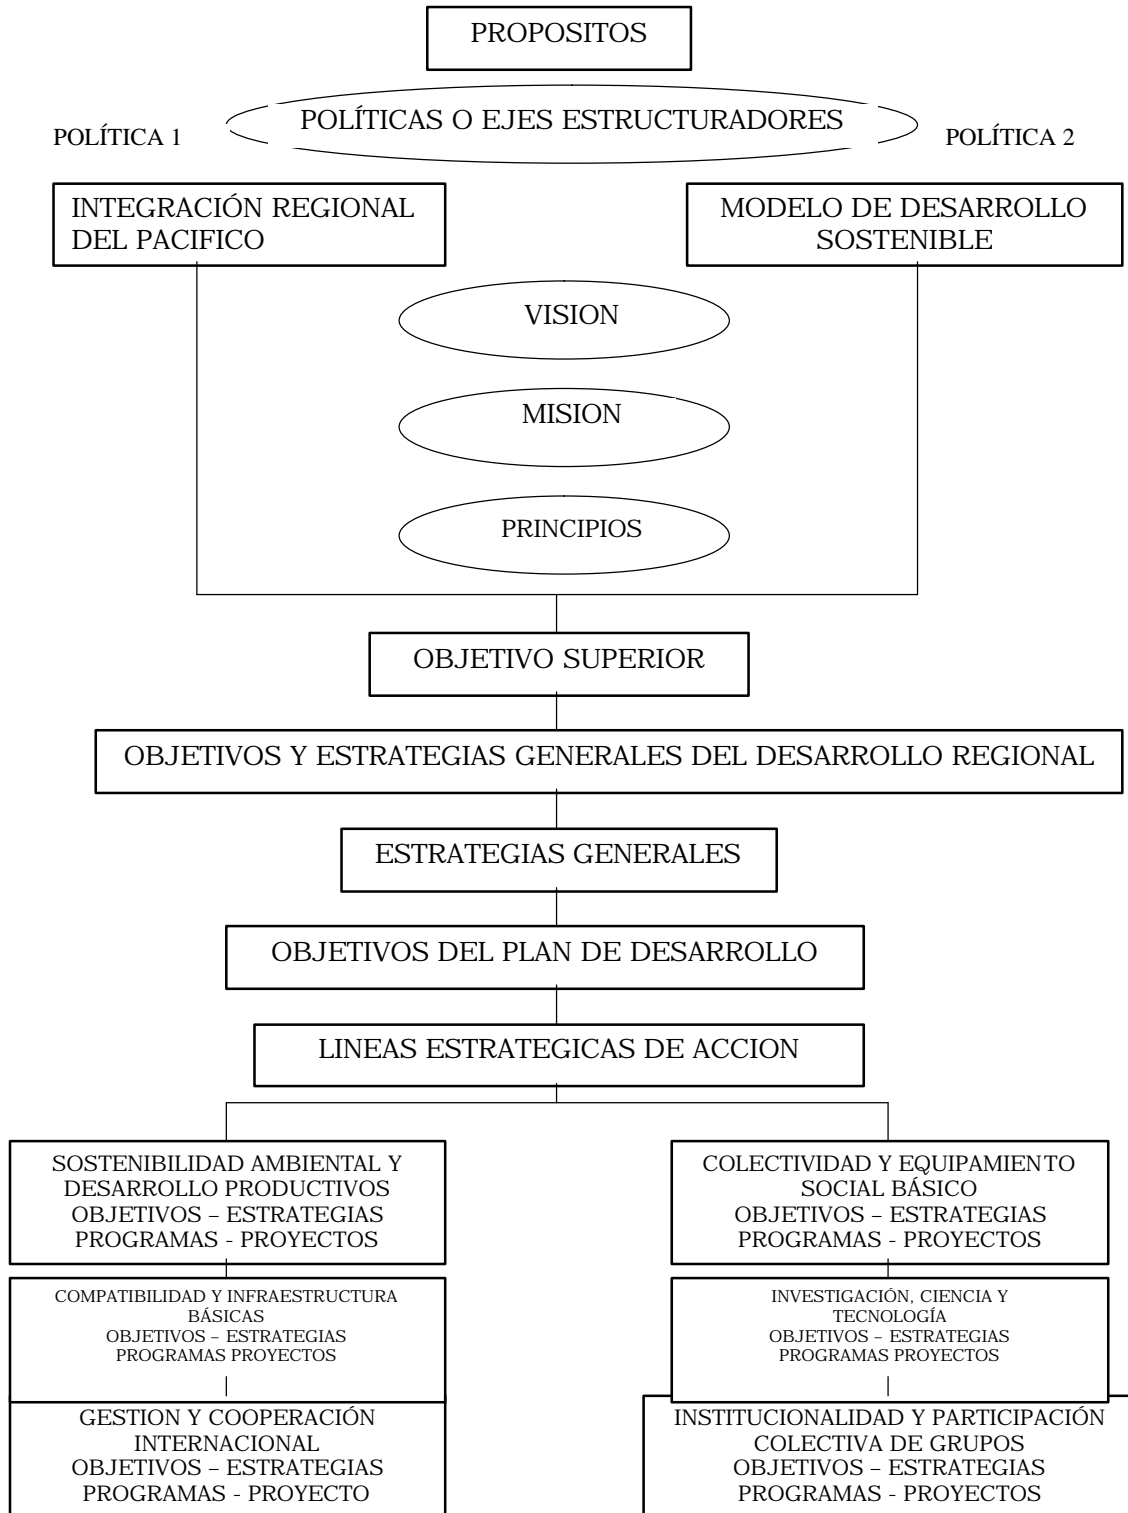 PROPOSITOS
POLÍTICAS O EJES ESTRUCTURADORES
POLÍTICA 1
POLÍTICA 2
INTEGRACIÓN REGIONAL
DEL PACIFICO
MODELO DE DESARROLLO
SOSTENIBLE
VISION
MISION
PRINCIPIOS
OBJETIVO SUPERIOR
OBJETIVOS Y ESTRATEGIAS GENERALES DEL DESARROLLO REGIONAL
ESTRATEGIAS GENERALES
OBJETIVOS DEL PLAN DE DESARROLLO
LINEAS ESTRATEGICAS DE ACCION
SOSTENIBILIDAD AMBIENTAL Y
DESARROLLO PRODUCTIVOS
OBJETIVOS – ESTRATEGIAS
PROGRAMAS - PROYECTOS
COLECTIVIDAD Y EQUIPAMIENTO
SOCIAL BÁSICO
OBJETIVOS – ESTRATEGIAS
PROGRAMAS - PROYECTOS
COMPATIBILIDAD Y INFRAESTRUCTURA
BÁSICAS
OBJETIVOS – ESTRATEGIAS
PROGRAMAS PROYECTOS
INVESTIGACIÓN, CIENCIA Y
TECNOLOGÍA
OBJETIVOS – ESTRATEGIAS
PROGRAMAS PROYECTOS
GESTION Y COOPERACIÓN
INTERNACIONAL
OBJETIVOS – ESTRATEGIAS
PROGRAMAS - PROYECTO
INSTITUCIONALIDAD Y PARTICIPACIÓN
COLECTIVA DE GRUPOS
OBJETIVOS – ESTRATEGIAS
PROGRAMAS - PROYECTOS